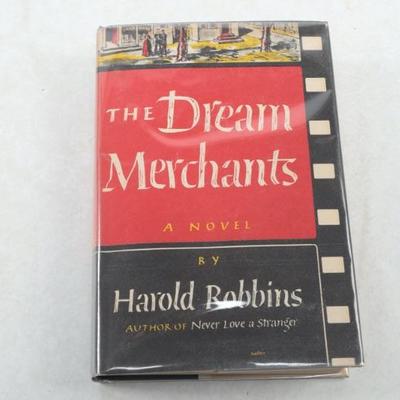 THE Dream
Merchants
A NOVEL
BY
Harold Robbins
AUTHOR OF Never Love a Stranger